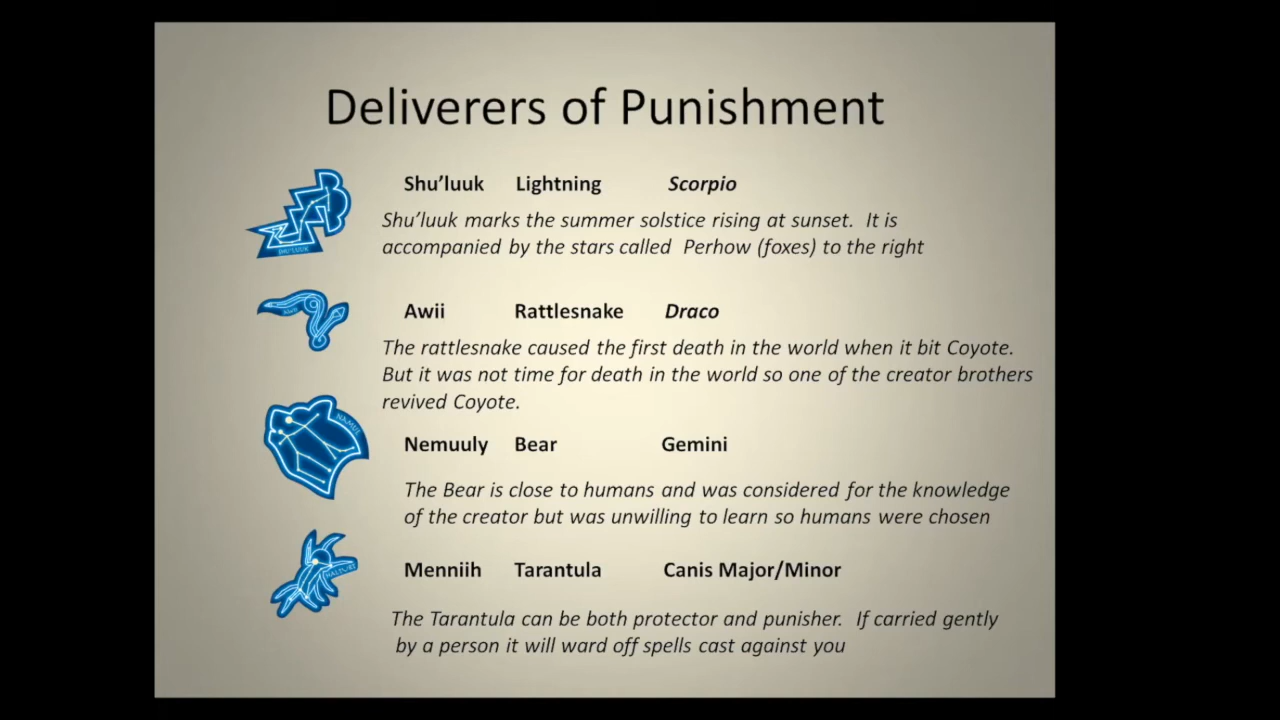 Deliverers of Punishment
Shu’luuk Lightning Scorpio
Shu’luuk marks the summer solstice rising at sunset. It is
accompanied by the stars called Perhow (foxes) to the right
SHU'LUUK
Awii Rattlesnake Draco
The rattlesnake caused the first death in the world when it bit Coyote.
But it was not time for death in the world so one of the creator brothers
revived Coyote.
Nemuuly Bear Gemini
The Bear is close to humans and was considered for the knowledge
of the creator but was unwilling to learn so humans were chosen
Menniih Tarantula Canis Major/Minor
The Tarantula can be both protector and punisher. If carried gently
by a person it will ward off spells cast against you